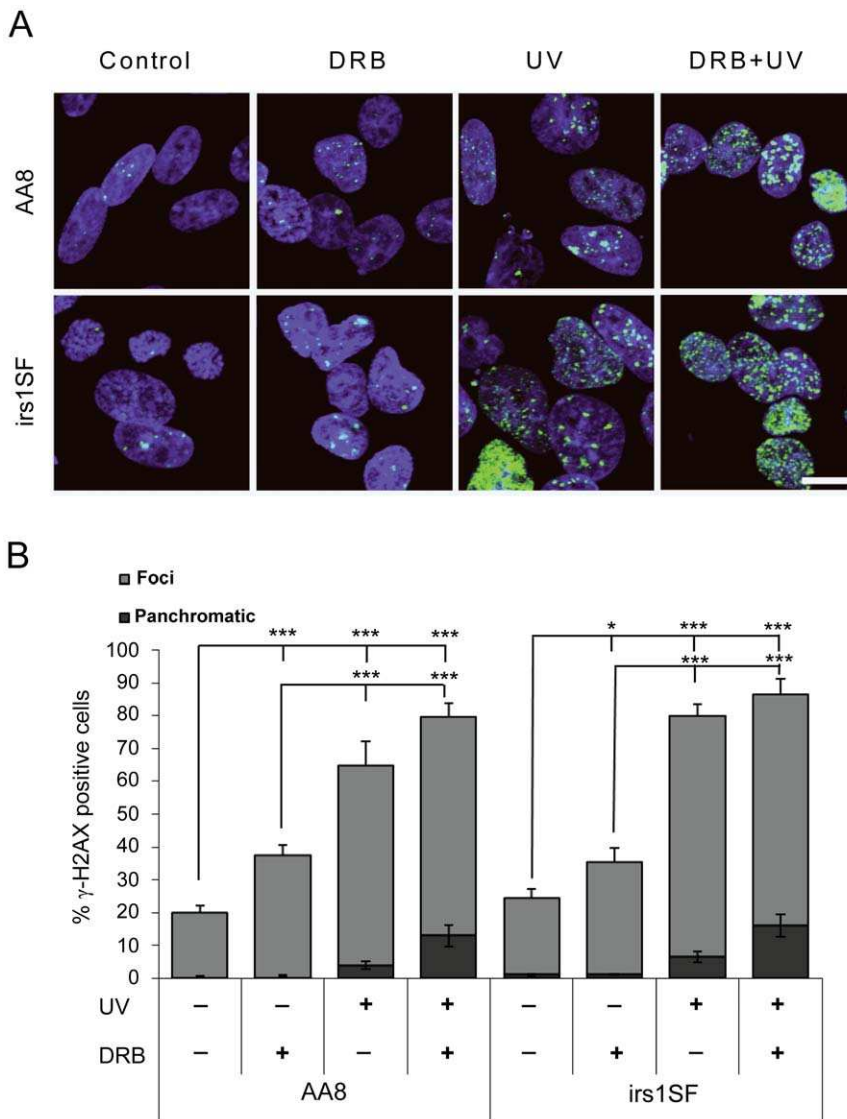 A
Control DRB UV DRB+UV
AA8
irs1SF
B
Foci
Panchromatic
*** *** *** * *** ***
*** *** *** ***
% γ-H2AX positive cells
100
90
80
70
60
50
40
30
20
10
0
UV – – + + – – + +
DRB – + – + – + – +
AA8 irs1SF